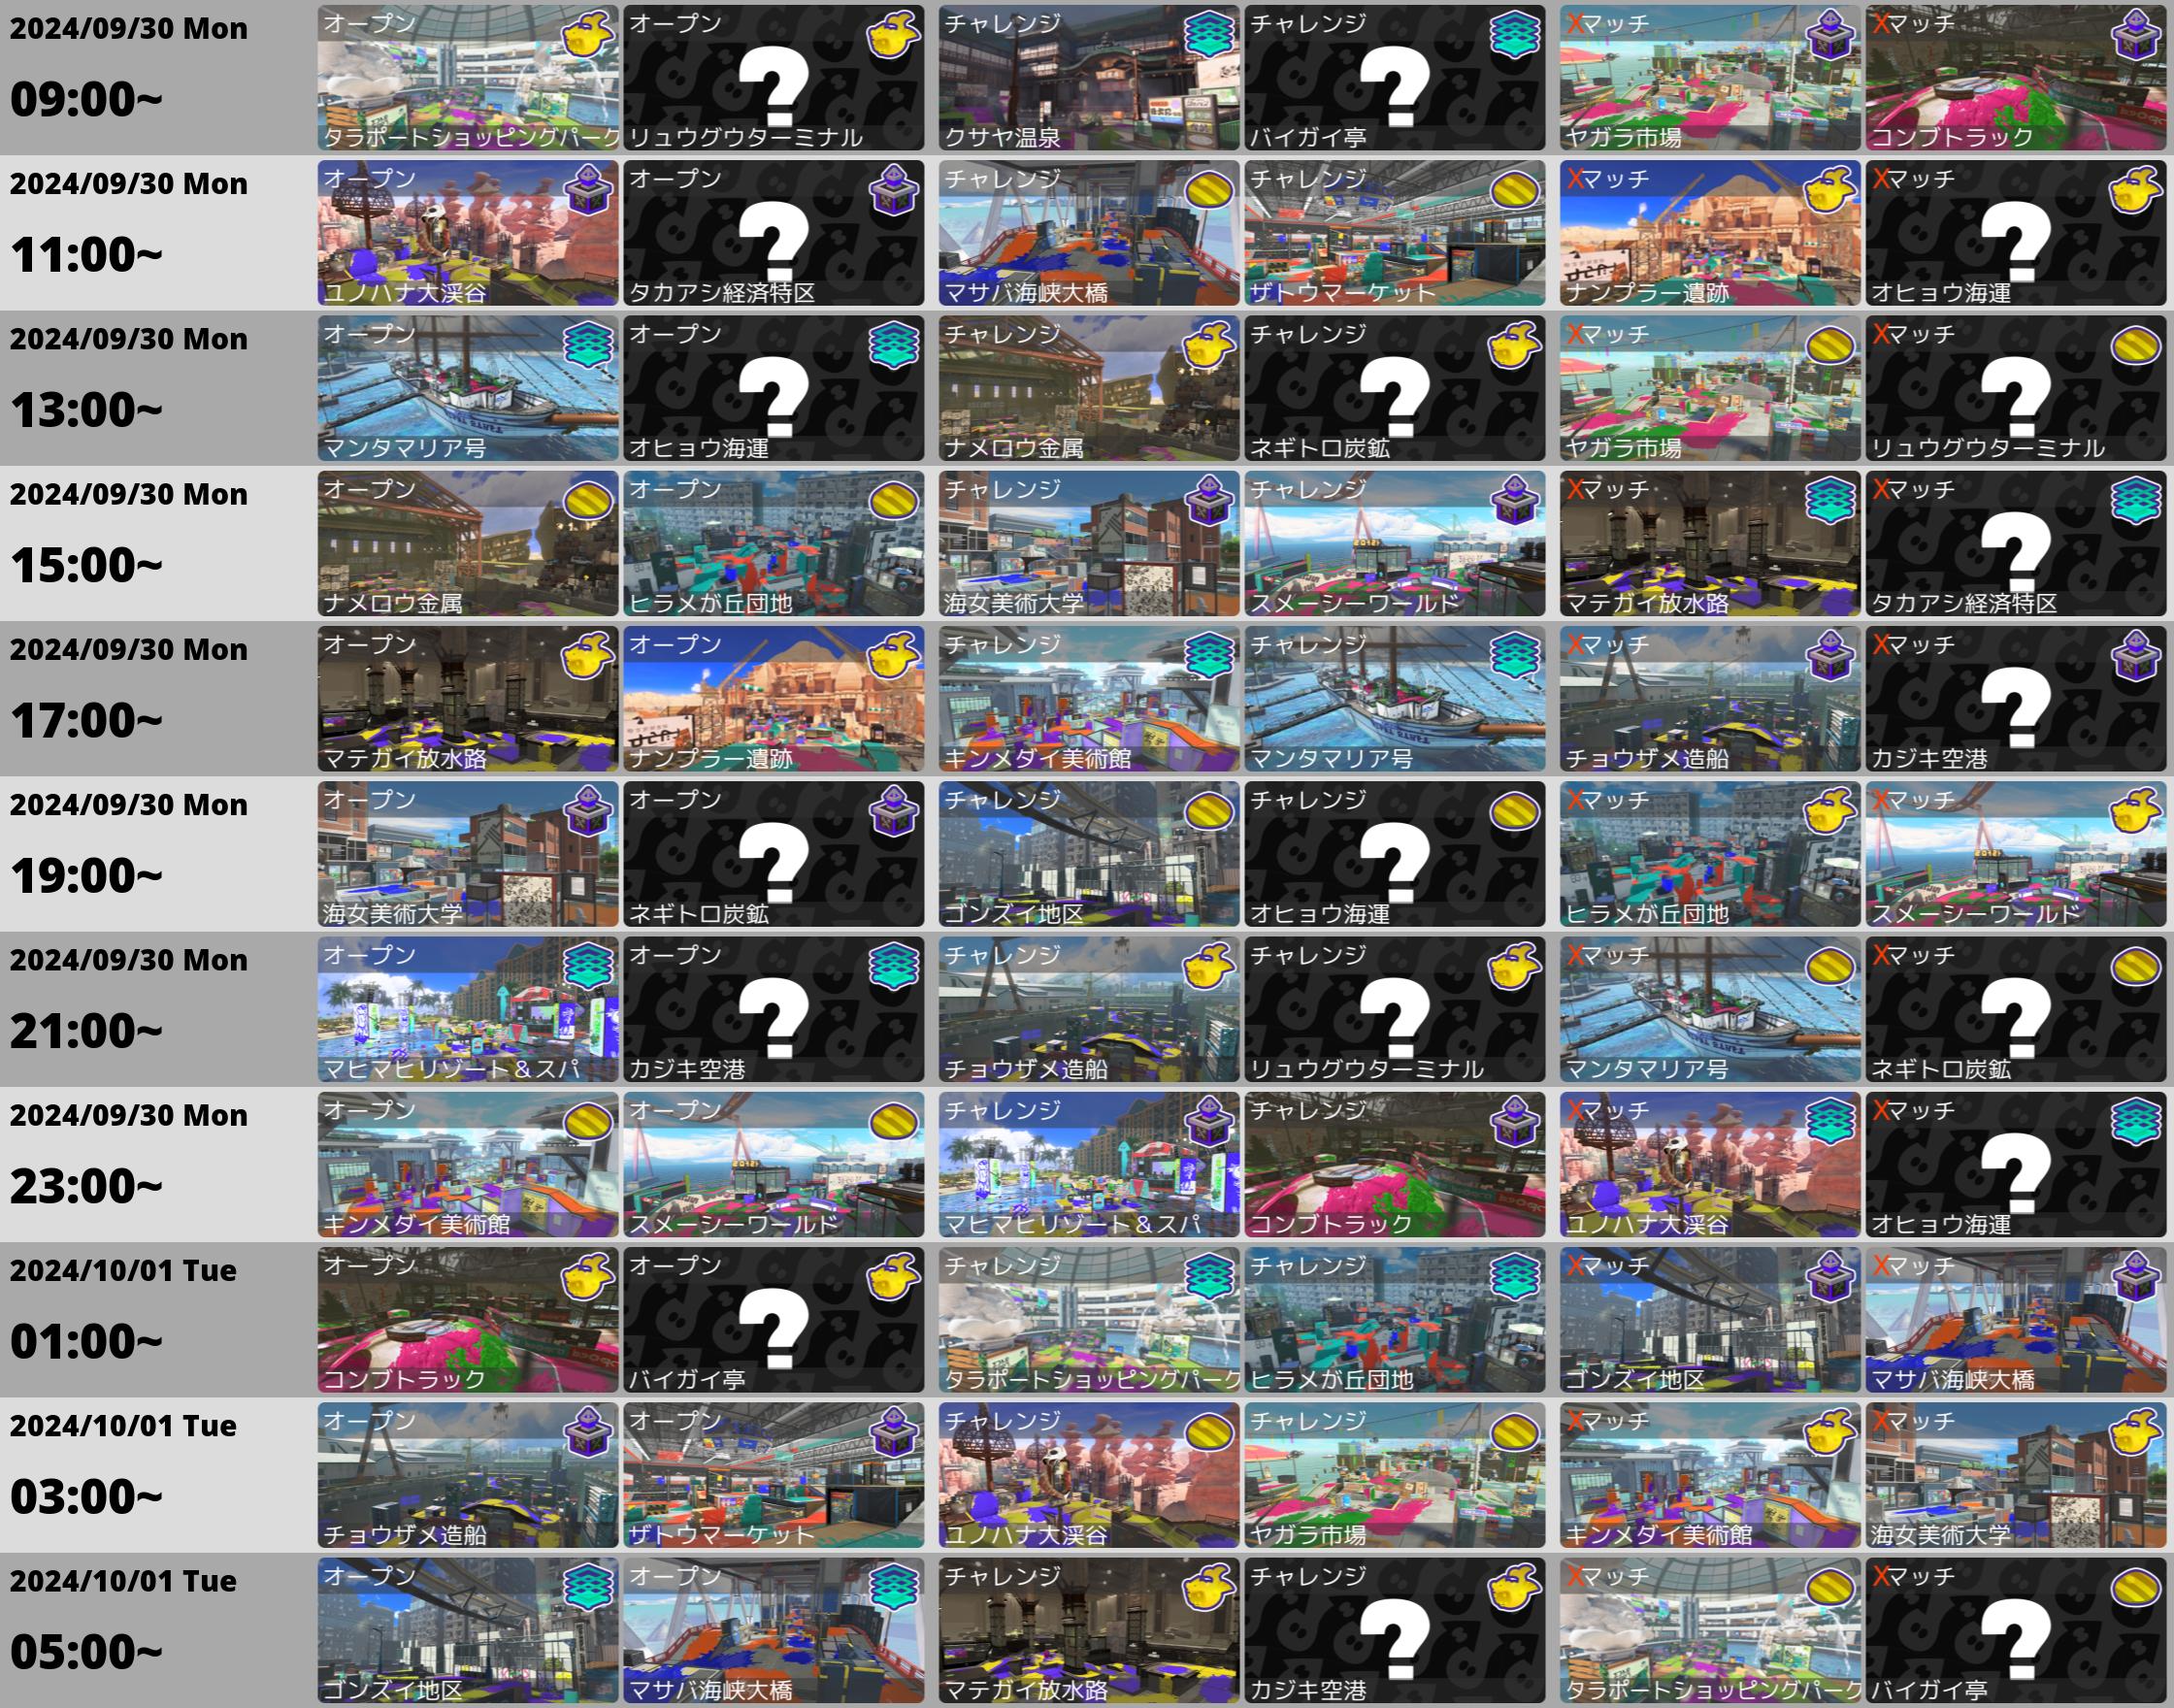 2024/09/30 Mon
09:00~
オープン
タラポートショッピングパーク
オープン
リュウグウターミナル
チャレンジ
クサヤ温泉
チャレンジ
バイガイ亭
Xマッチ
ヤガラ市場
Xマッチ
コンブトラック
2024/09/30 Mon
11:00~
オープン
ユノハナ大渓谷
オープン
タカアシ経済特区
チャレンジ
マサバ海峡大橋
チャレンジ
ザトウマーケット
Xマッチ
ナンプラー遺跡
Xマッチ
オヒョウ海運
2024/09/30 Mon
13:00~
オープン
マンタマリア号
オープン
オヒョウ海運
チャレンジ
ナメロウ金属
チャレンジ
ネギトロ炭鉱
Xマッチ
ヤガラ市場
Xマッチ
リュウグウターミナル
2024/09/30 Mon
15:00~
オープン
ナメロウ金属
オープン
ヒラメが丘団地
チャレンジ
海女美術大学
チャレンジ
スメーシーワールド
Xマッチ
マテガイ放水路
Xマッチ
タカアシ経済特区
2024/09/30 Mon
17:00~
オープン
マテガイ放水路
オープン
ナンプラー遺跡
チャレンジ
キンメダイ美術館
チャレンジ
マンタマリア号
Xマッチ
チョウザメ造船
Xマッチ
カジキ空港
2024/09/30 Mon
19:00~
オープン
海女美術大学
オープン
ネギトロ炭鉱
チャレンジ
ゴンズイ地区
チャレンジ
オヒョウ海運
Xマッチ
ヒラメが丘団地
Xマッチ
スメーシーワールド
2024/09/30 Mon
21:00~
オープン
マヒマヒリゾート＆スパ
オープン
カジキ空港
チャレンジ
チョウザメ造船
チャレンジ
リュウグウターミナル
Xマッチ
マンタマリア号
Xマッチ
ネギトロ炭鉱
2024/09/30 Mon
23:00~
オープン
キンメダイ美術館
オープン
スメーシーワールド
チャレンジ
マヒマヒリゾート＆スパ
チャレンジ
コンブトラック
Xマッチ
ユノハナ大渓谷
Xマッチ
オヒョウ海運
2024/10/01 Tue
01:00~
オープン
コンブトラック
オープン
バイガイ亭
チャレンジ
タラポートショッピングパーク
チャレンジ
ヒラメが丘団地
Xマッチ
ゴンズイ地区
Xマッチ
マサバ海峡大橋
2024/10/01 Tue
03:00~
オープン
チョウザメ造船
オープン
ザトウマーケット
チャレンジ
ユノハナ大渓谷
チャレンジ
ヤガラ市場
Xマッチ
キンメダイ美術館
Xマッチ
海女美術大学
2024/10/01 Tue
05:00~
オープン
ゴンズイ地区
オープン
マサバ海峡大橋
チャレンジ
マテガイ放水路
チャレンジ
カジキ空港
Xマッチ
タラポートショッピングパーク
Xマッチ
バイガイ亭